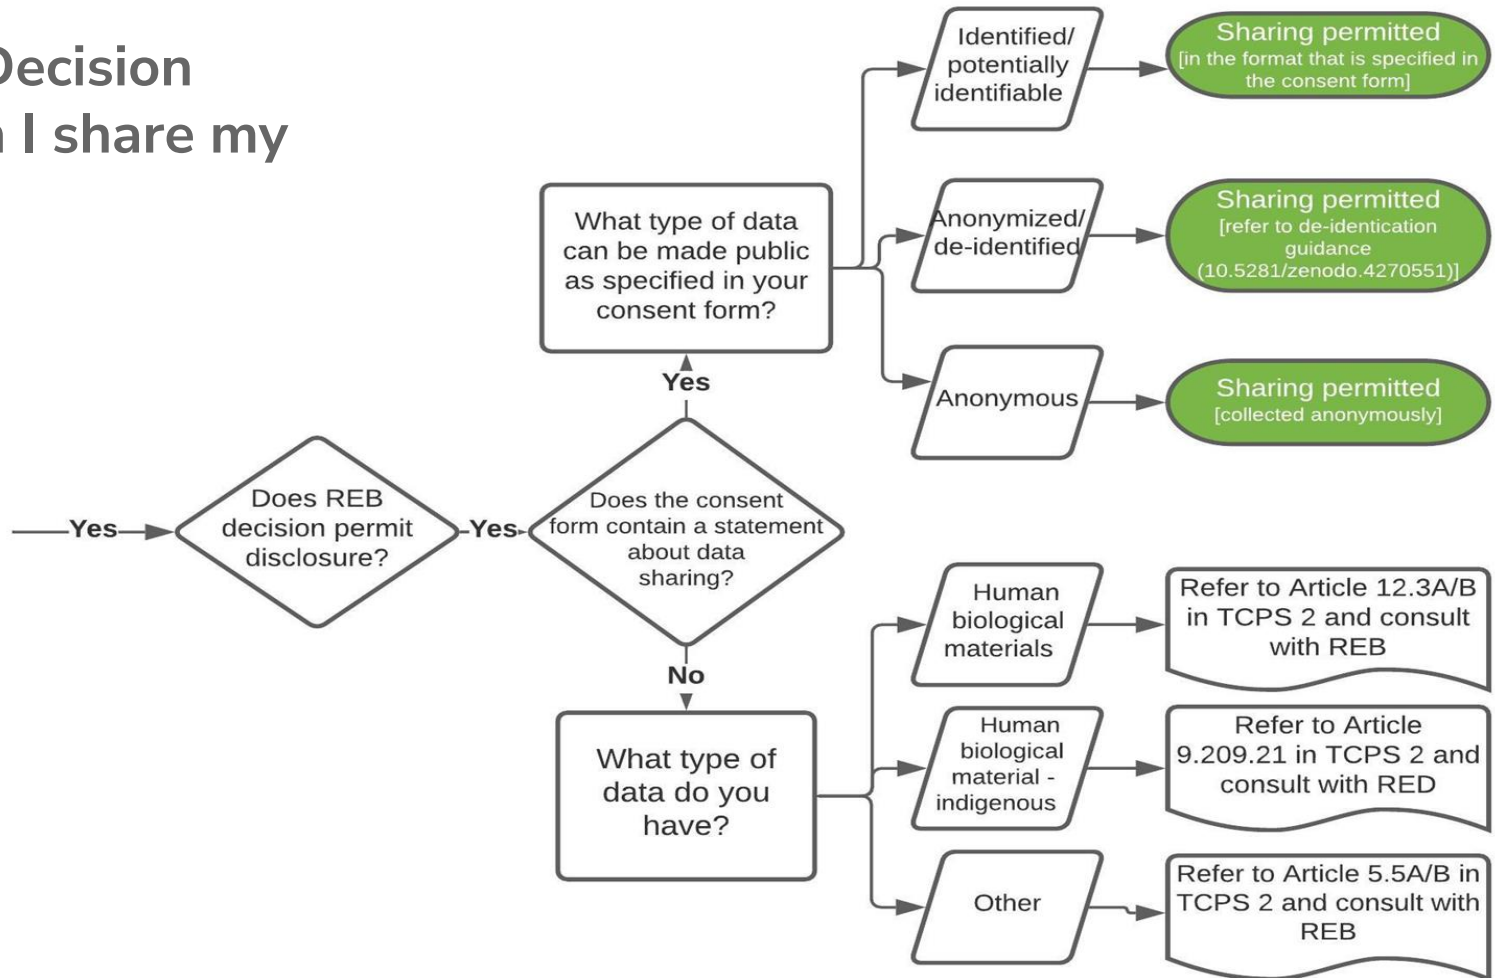 Decision
I share my
Identified/
potentially
identifiable
Sharing permitted
[in the format that is specified in
the consent form]
What type of data
can be made public
as specified in your
consent form?
Anonymized/
de-identified
Sharing permitted
[refer to de-identication
guidance
(10.5281/zenodo.4270551)]
Anonymous
Sharing permitted
[collected anonymously]
Yes
Yes
Does REB
decision permit
disclosure?
Yes
Does the consent
form contain a statement
about data
sharing?
No
What type of
data do you
have?
Human
biological
materials
Refer to Article 12.3A/B
in TCPS 2 and consult
with REB
Human
biological
material -
indigenous
Refer to Article
9.209.21 in TCPS 2 and
consult with RED
Other
Refer to Article 5.5A/B in
TCPS 2 and consult with
REB